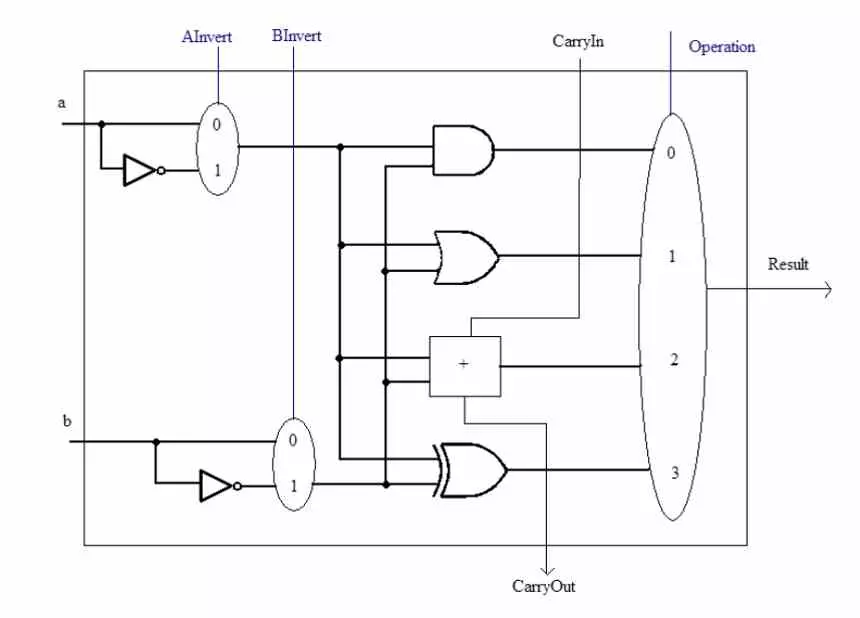 AInvert
BInvert
CarryIn
Operation
a
0
1
0
1
Result
+
2
b
0
1
3
CarryOut